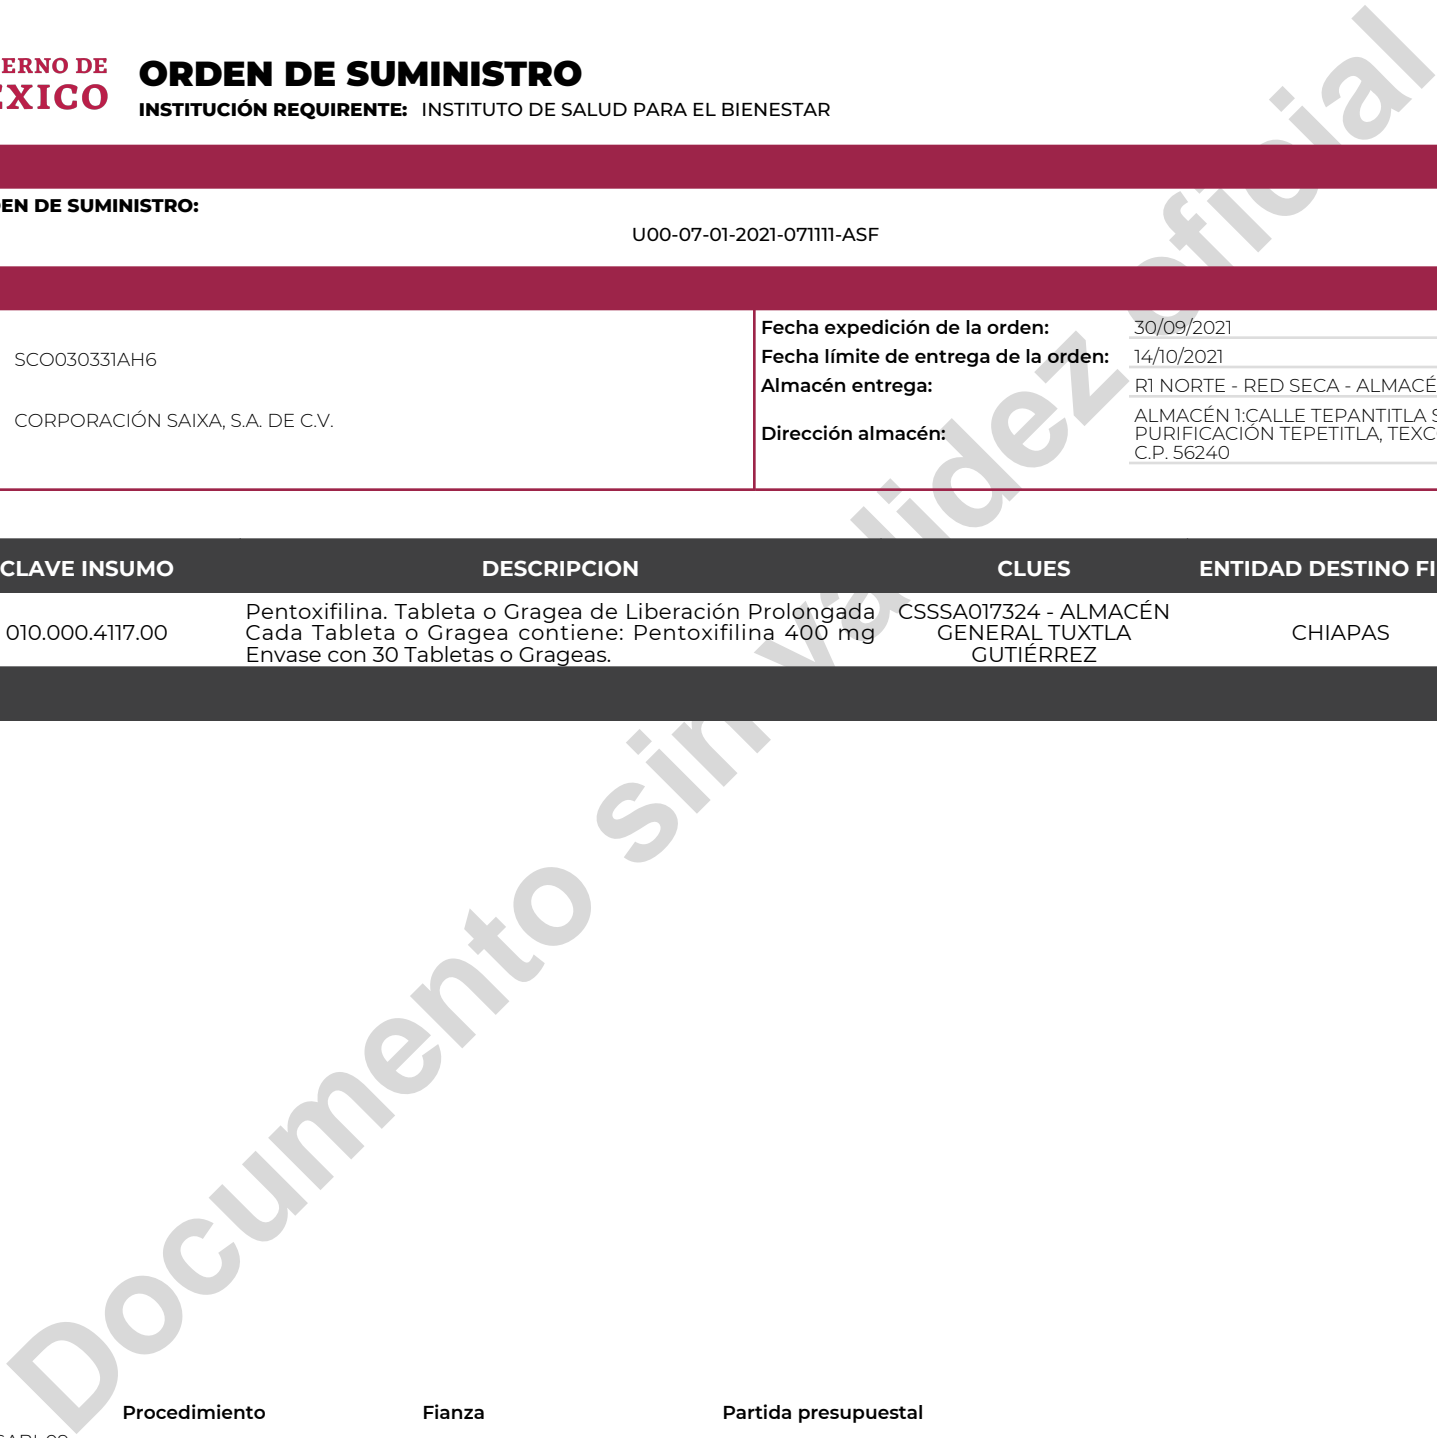 ERNO DE
ÉXICO
ORDEN DE SUMINISTRO
INSTITUCIÓN REQUIRENTE: INSTITUTO DE SALUD PARA EL BIENESTAR
EN DE SUMINISTRO:
U00-07-01-2021-071111-ASF
SCO030331AH6
CORPORACIÓN SAIXA, S.A. DE C.V.
Fecha expedición de la orden: 30/09/2021
Fecha límite de entrega de la orden: 14/10/2021
Almacén entrega: R1 NORTE - RED SECA - ALMACÉ
Dirección almacén: ALMACÉN 1:CALLE TEPANTITLA S
PURIFICACIÓN TEPETITLA, TEXC
C.P. 56240
CLAVE INSUMO DESCRIPCION CLUES ENTIDAD DESTINO FI
010.000.4117.00
Pentoxifilina. Tableta o Gragea de Liberación Prolongada
Cada Tableta o Gragea contiene: Pentoxifilina 400 mg
Envase con 30 Tabletas o Grageas.
CSSSA017324 - ALMACÉN
GENERAL TUXTLA
GUTIÉRREZ
CHIAPAS
Documento sin validez oficial
Procedimiento Fianza Partida presupuestal